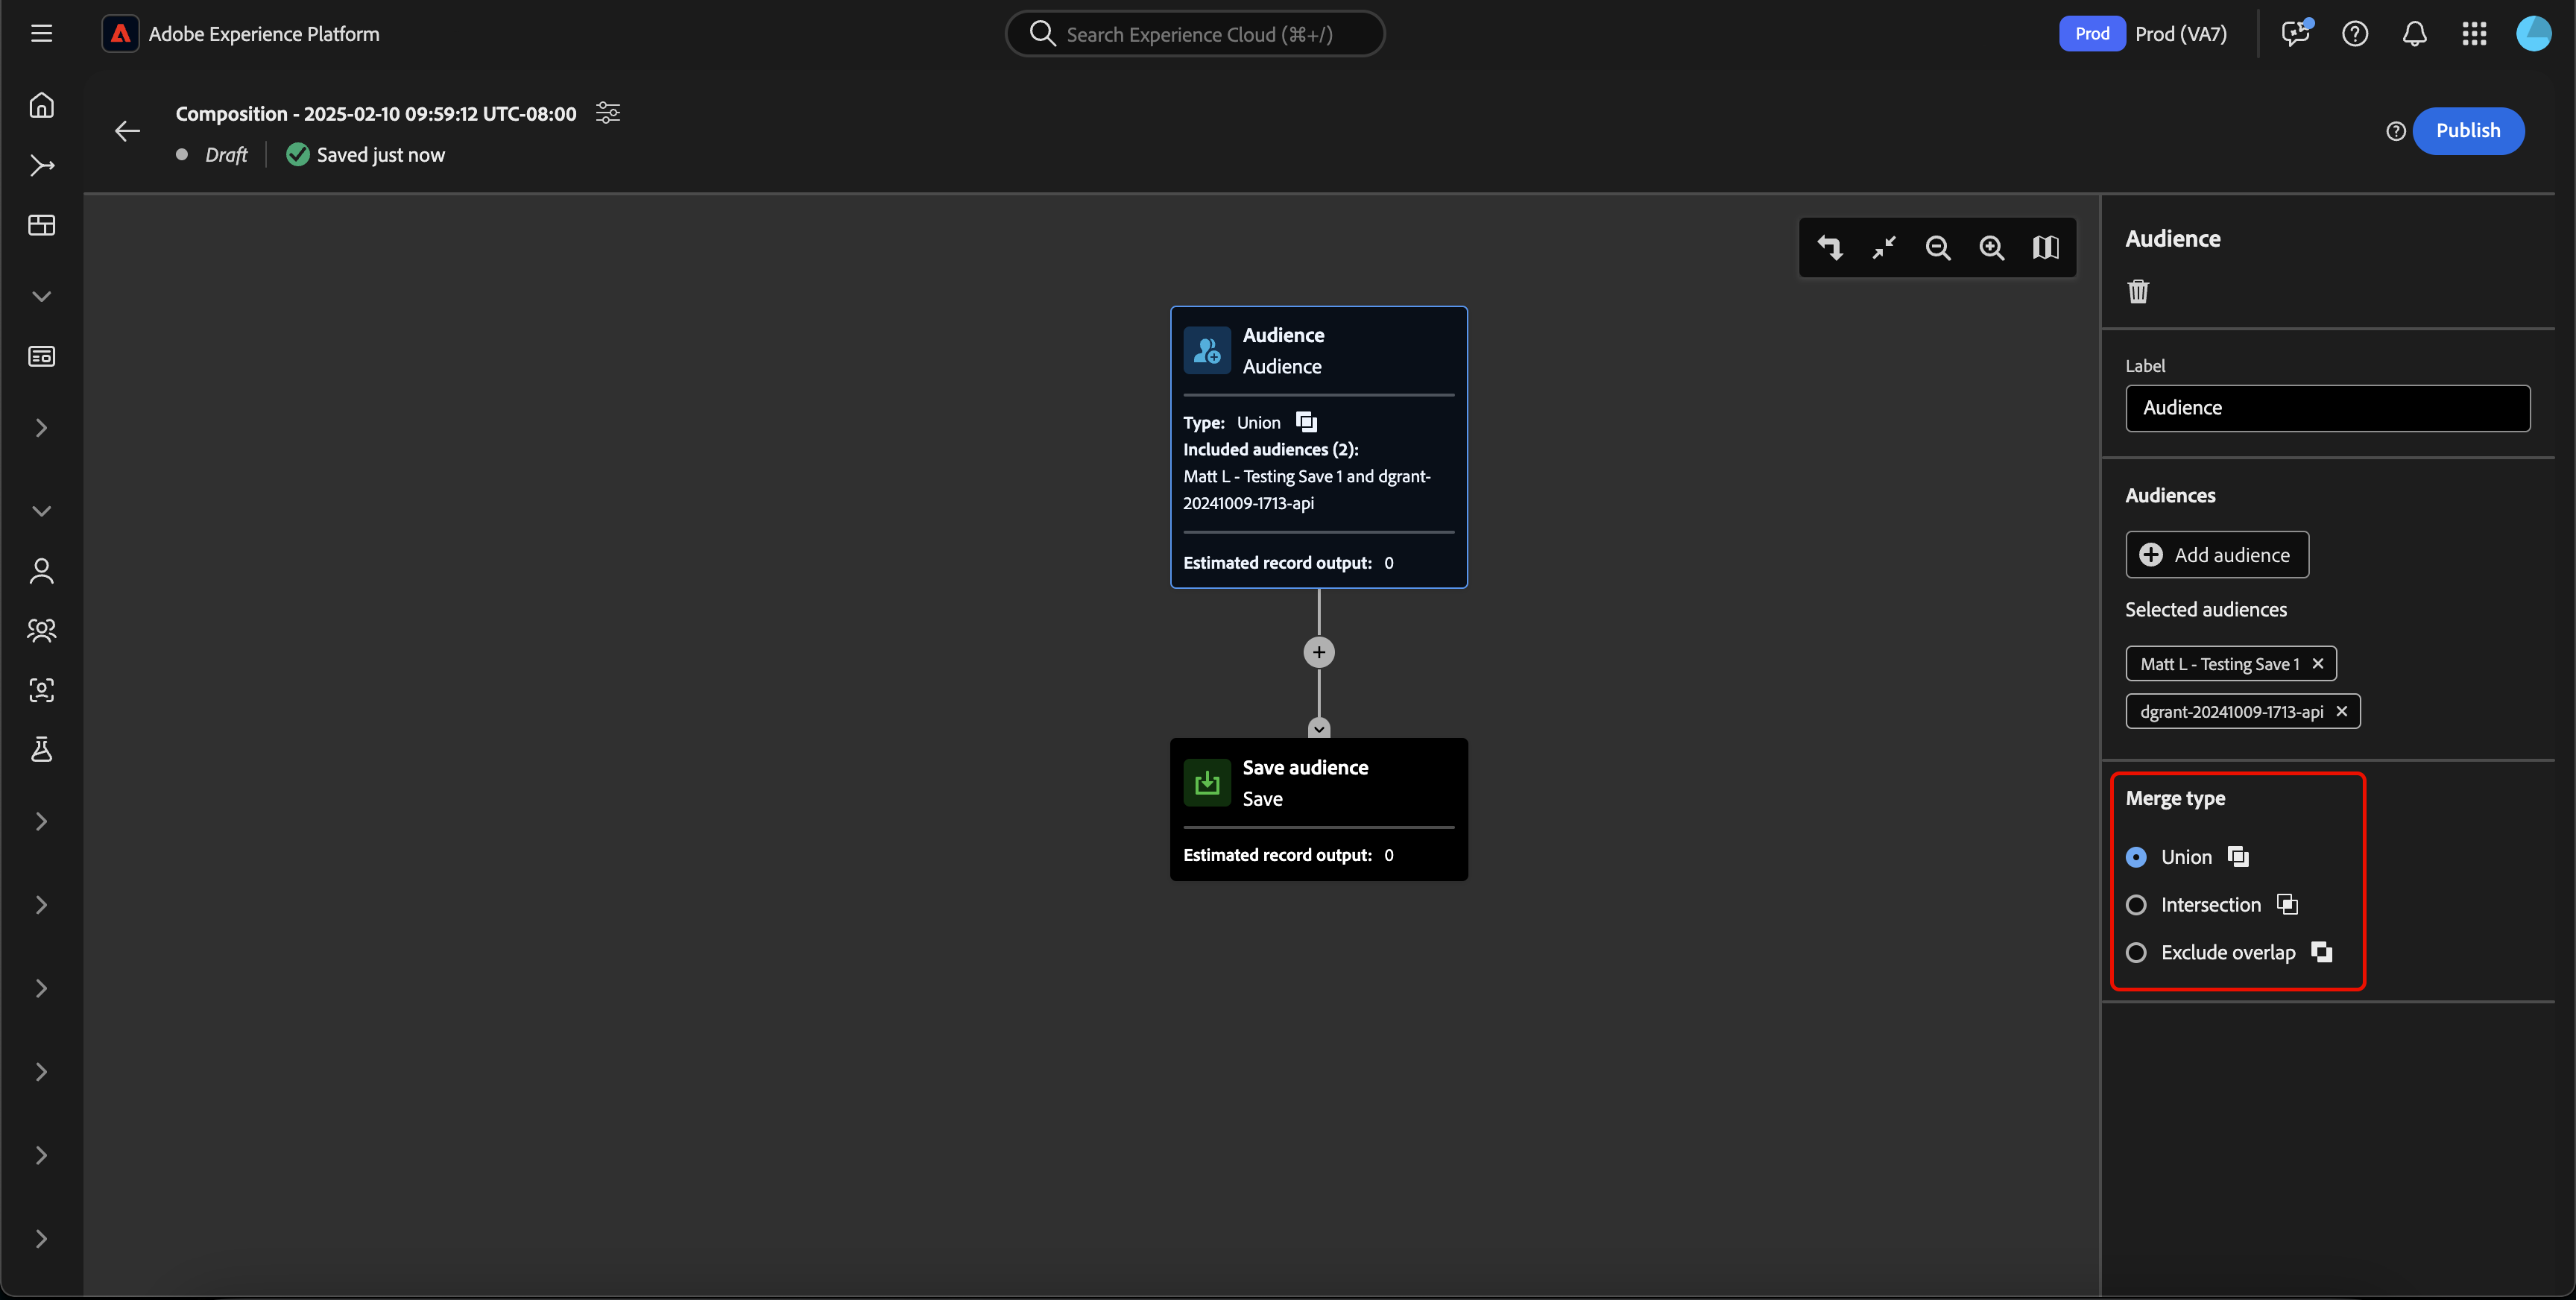 Adobe Experience Platform
Search Experience Cloud (⌘+/)
Prod
Prod (VA7)
Composition - 2025-02-10 09:59:12 UTC-08:00
Draft
Saved just now
Publish
Audience
Audience
Type: Union
Included audiences (2):
Matt L - Testing Save 1 and dgrant-
20241009-1713-api
Estimated record output: 0
Save audience
Save
Estimated record output: 0
Audience
Label
Audience
Audiences
Add audience
Selected audiences
Matt L - Testing Save 1
dgrant-20241009-1713-api
Merge type
Union
Intersection
Exclude overlap